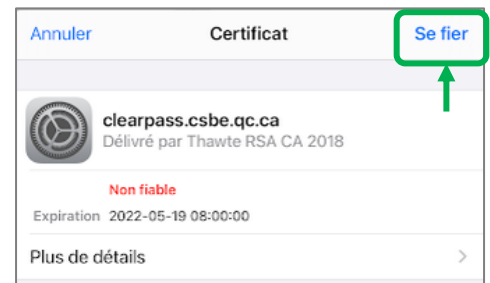 Annuler Certificat Se fier
clearpass.csbe.qc.ca
Délivré par Thawte RSA CA 2018
Non fiable
Expiration 2022-05-19 08:00:00
Plus de détails